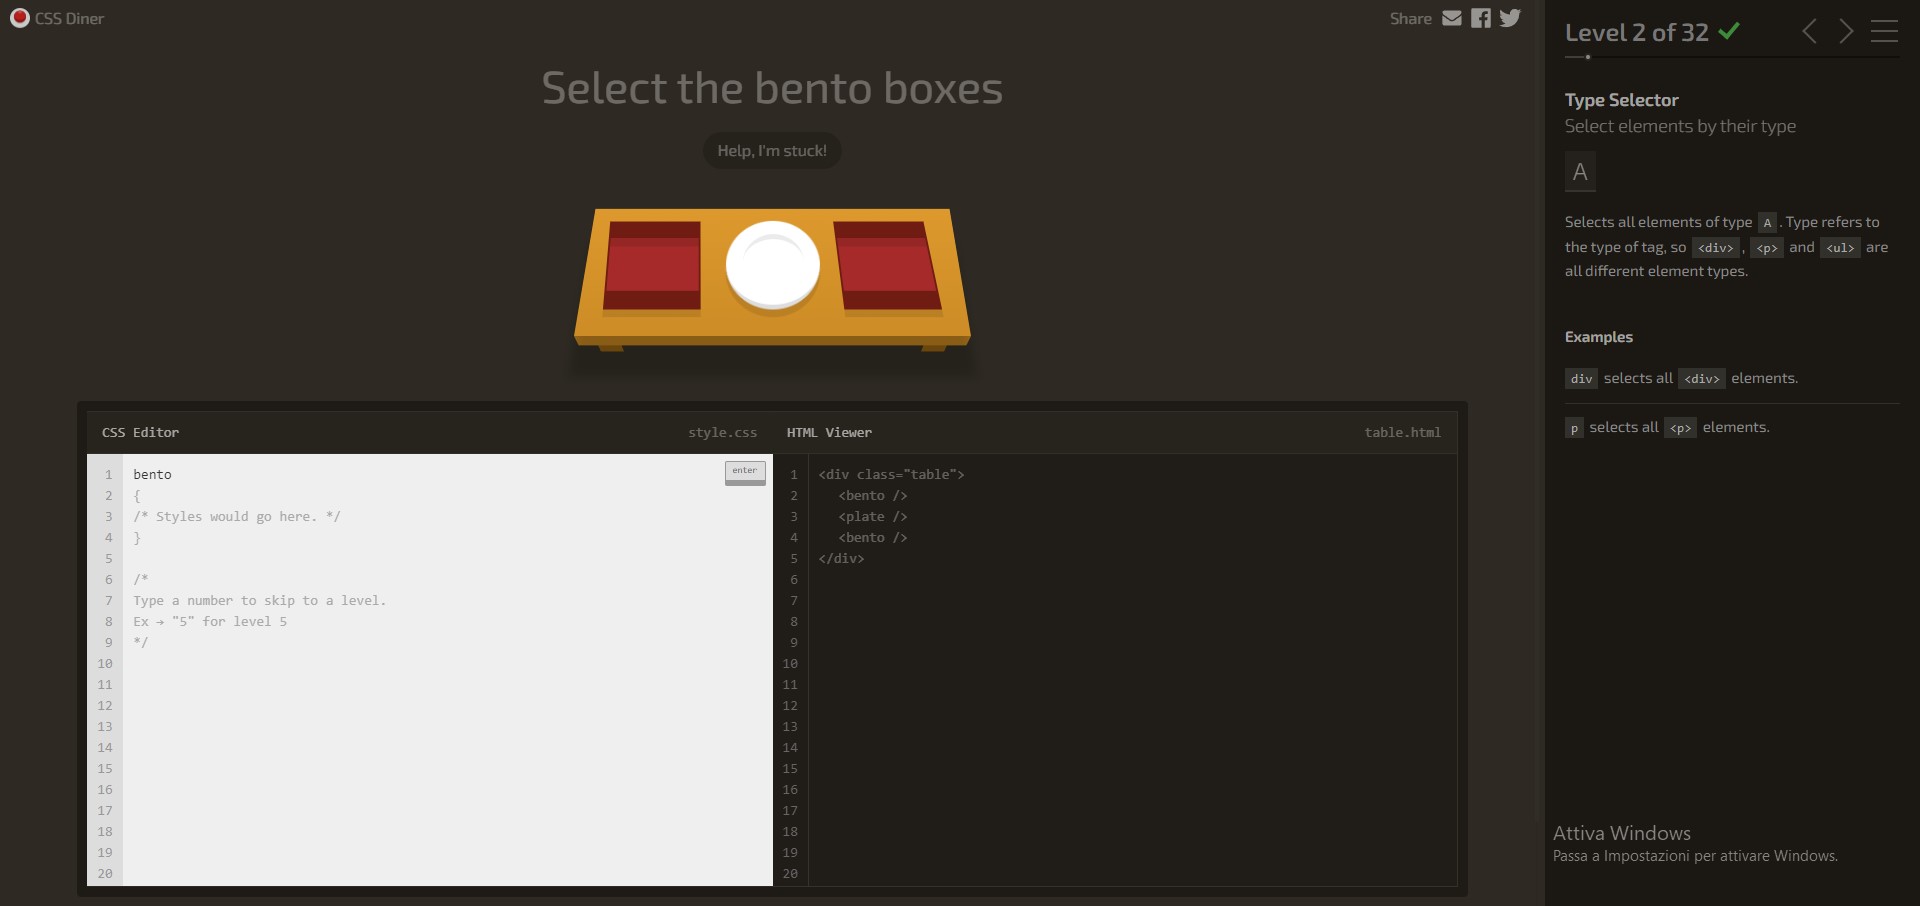 CSS Diner
Share
Select the bento boxes
Help, I'm stuck!
CSS Editor
style.css
1 bento
enter
2 {
3 /* Styles would go here. */
4 }
5
6 /*
7 Type a number to skip to a level.
8 Ex → "5" for level 5
9 */
10
11
12
13
14
15
16
17
18
19
20
HTML Viewer
table.html
1 <div class="table">
2 <bento />
3 <plate />
4 <bento />
5 </div>
6
7
8
9
10
11
12
13
14
15
16
17
18
19
20
Level 2 of 32
Type Selector
Select elements by their type
A
Selects all elements of type A. Type refers to
the type of tag, so <div>, <p> and <ul> are
all different element types.
Examples
div selects all <div> elements.
p selects all <p> elements.
Attiva Windows
Passa a Impostazioni per attivare Windows.